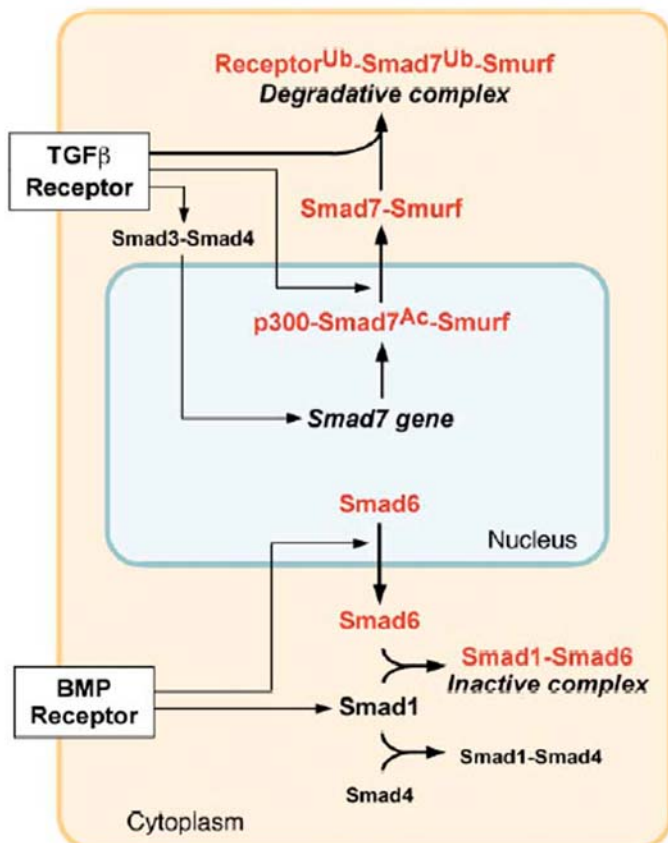 Receptorᵁᵇ-Smad7ᵁᵇ-Smurf
Degradative complex
TGFβ
Receptor
Smad7-Smurf
Smad3-Smad4
p300-Smad7ᴬᶜ-Smurf
Smad7 gene
Smad6
Nucleus
Smad6
Smad1-Smad6
Inactive complex
BMP
Receptor
Smad1
Smad1-Smad4
Smad4
Cytoplasm